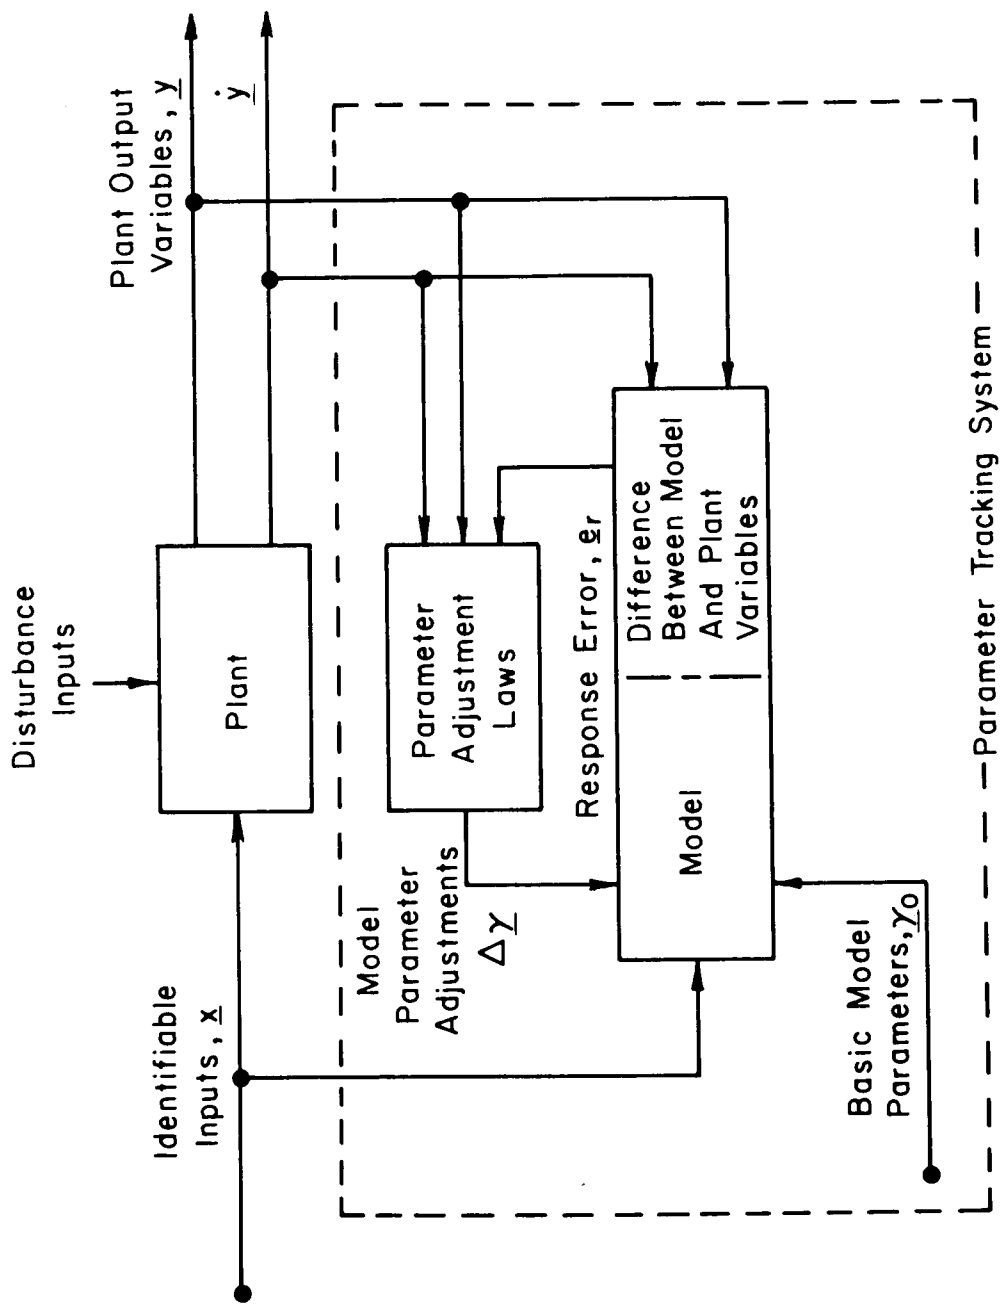 Disturbance
Inputs
Plant Output
Variables, y
ẏ
Identifiable
Inputs, x
Plant
Model
Parameter
Adjustments
Δγ
Parameter
Adjustment
Laws
Response Error, er
Model
Difference
Between Model
And Plant
Variables
Basic Model
Parameters, γo
Parameter Tracking System